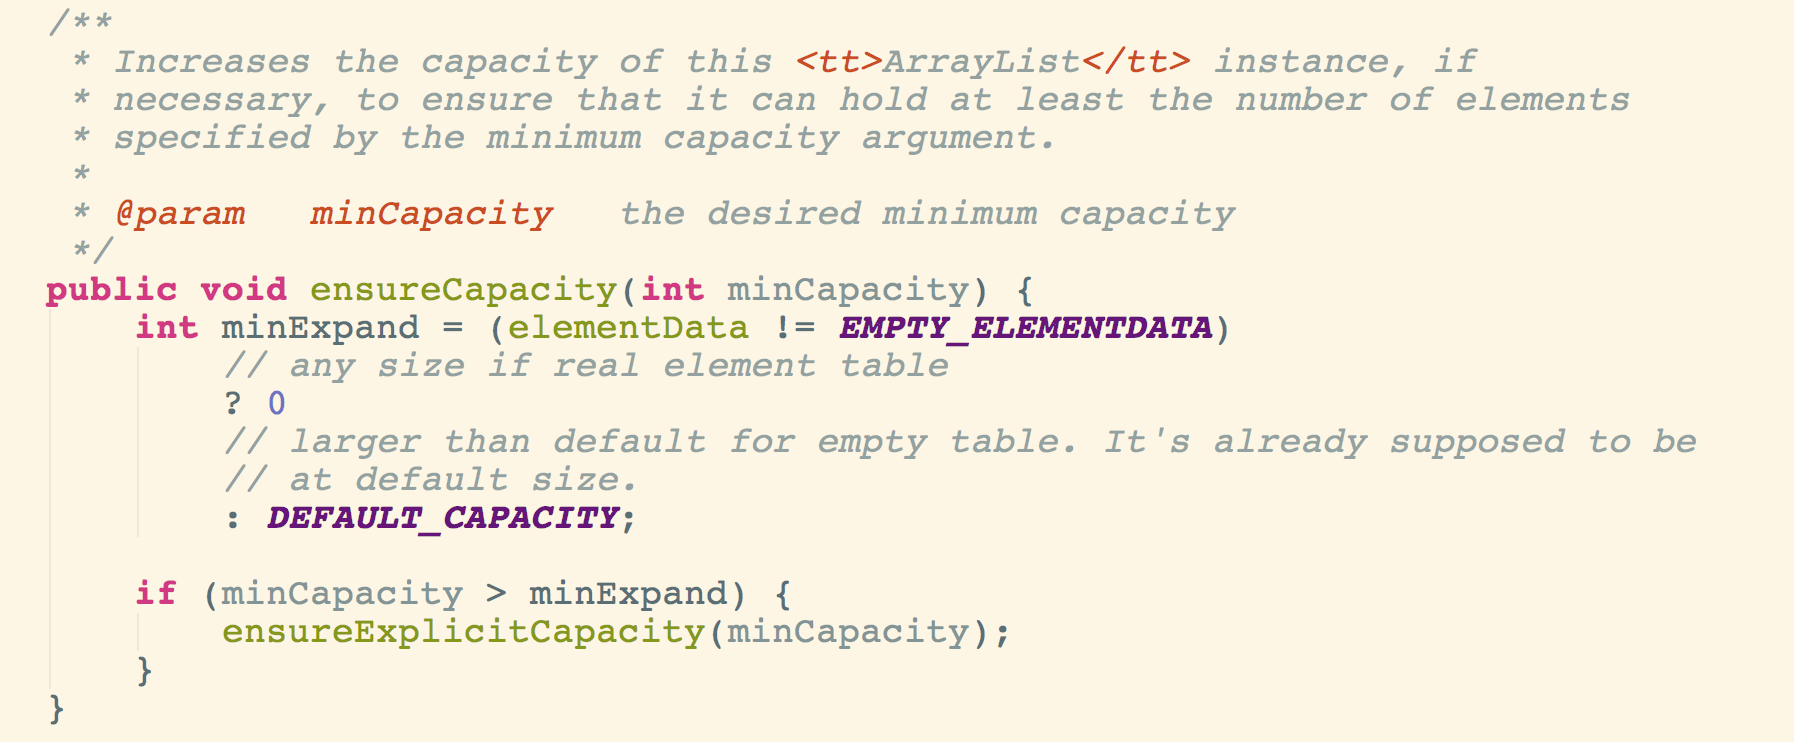 /**
 * Increases the capacity of this <tt>ArrayList</tt> instance, if
 * necessary, to ensure that it can hold at least the number of elements
 * specified by the minimum capacity argument.
 *
 * @param   minCapacity   the desired minimum capacity
 */
public void ensureCapacity(int minCapacity) {
    int minExpand = (elementData != EMPTY_ELEMENTDATA)
        // any size if real element table
        ? 0
        // larger than default for empty table. It's already supposed to be
        // at default size.
        : DEFAULT_CAPACITY;

    if (minCapacity > minExpand) {
        ensureExplicitCapacity(minCapacity);
    }
}